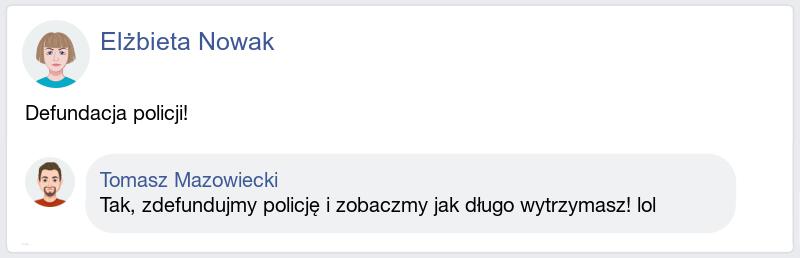 Elżbieta Nowak
Defundacja policji!
Tomasz Mazowiecki
Tak, zdefundujmy policję i zobaczmy jak długo wytrzymasz! lol